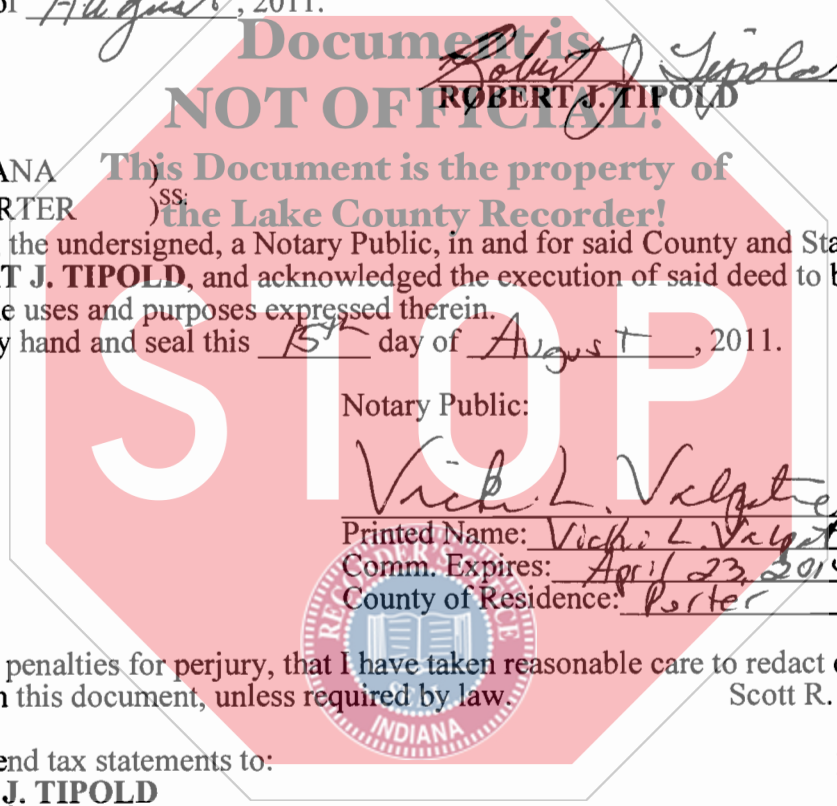 of August, 2011.
Document is
NOT OFFICIAL!
ROBERT J. TIPOLD
This Document is the property of
the Lake County Recorder!
ANA )
RTER )SS:
the undersigned, a Notary Public, in and for said County and Sta
T J. TIPOLD, and acknowledged the execution of said deed to b
e uses and purposes expressed therein.
y hand and seal this 15th day of August, 2011.
STOP
Notary Public:
Vicki L.
Printed Name: Vicki L.
Comm. Expires: April 23, 201
County of Residence: Porter
RECORDER'S OFFICE
INDIANA
penalties for perjury, that I have taken reasonable care to redact
n this document, unless required by law. Scott R.
end tax statements to:
J. TIPOLD